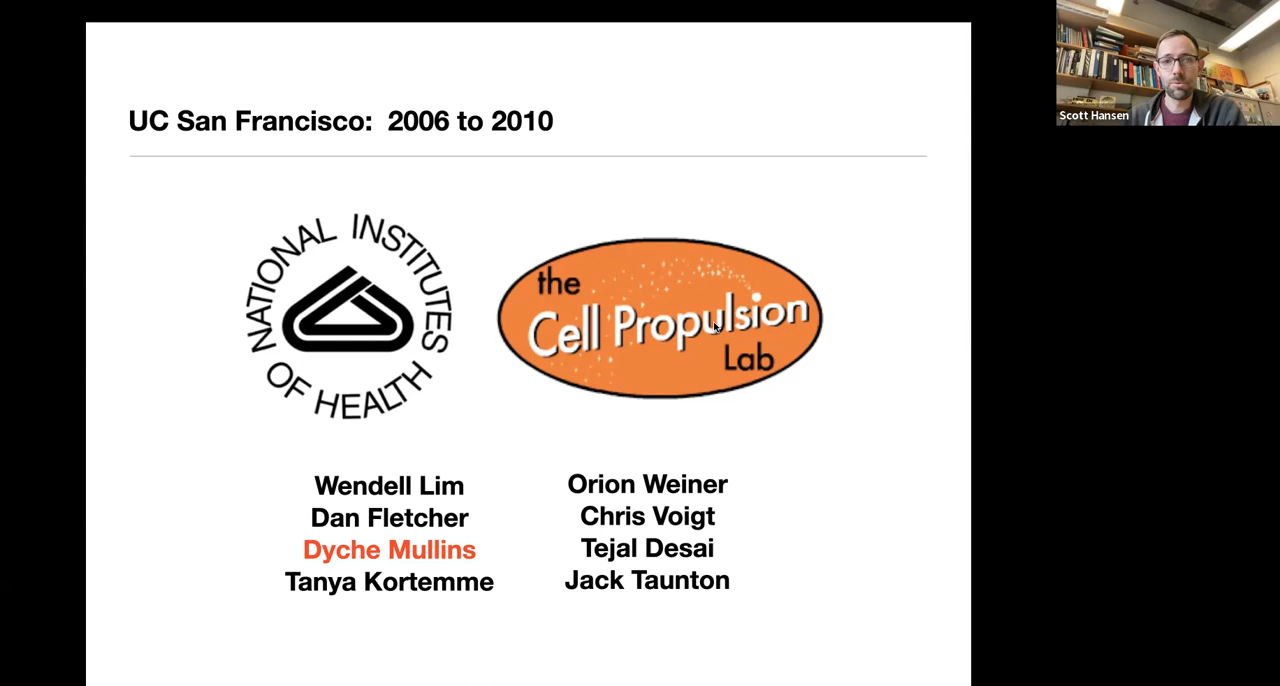 UC San Francisco: 2006 to 2010
NATIONAL INSTITUTES OF HEALTH
the
Cell Propulsion
Lab
Wendell Lim
Dan Fletcher
Dyche Mullins
Tanya Kortemme
Orion Weiner
Chris Voigt
Tejal Desai
Jack Taunton
Scott Hansen